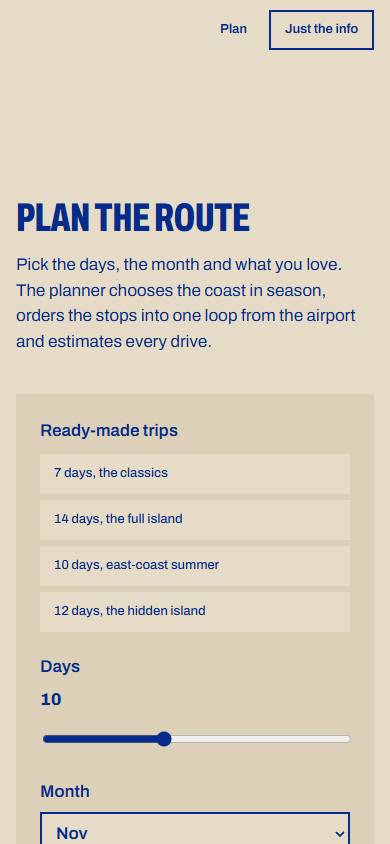 Plan
Just the info
PLAN THE ROUTE
Pick the days, the month and what you love.
The planner chooses the coast in season,
orders the stops into one loop from the airport
and estimates every drive.
Ready-made trips
7 days, the classics
14 days, the full island
10 days, east-coast summer
12 days, the hidden island
Days
10
Month
Nov